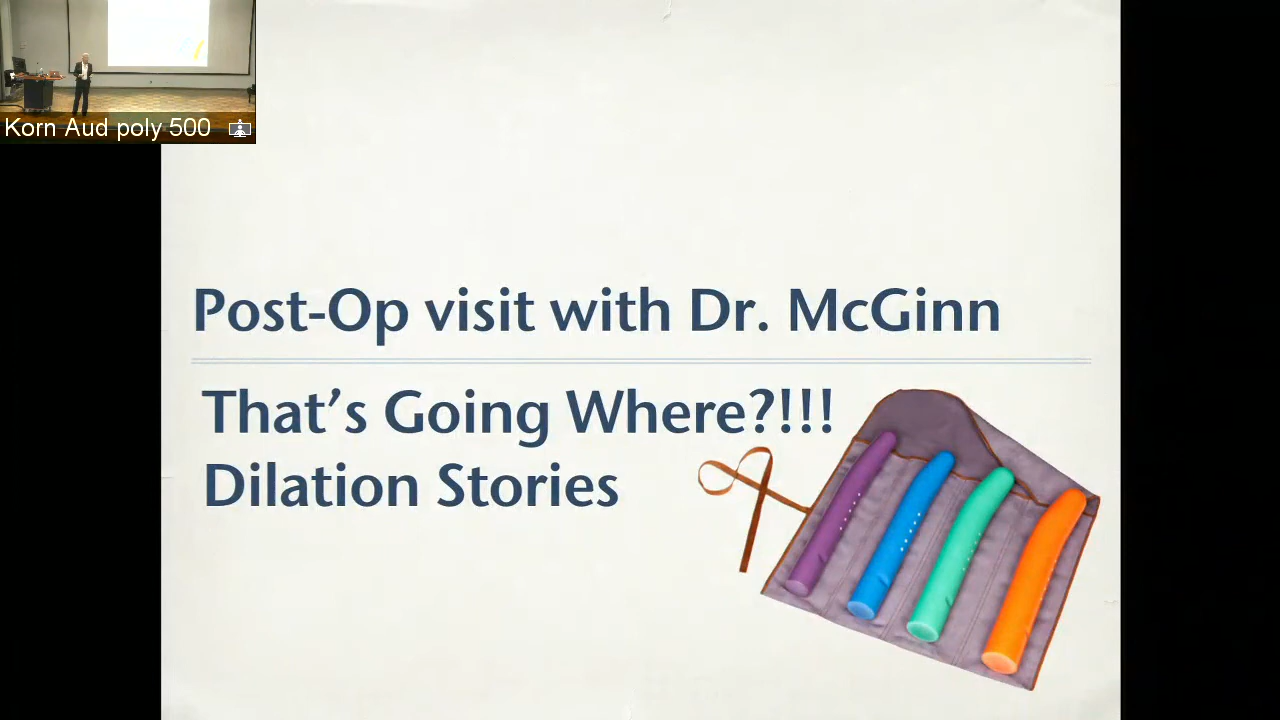 Korn Aud poly 500
Post-Op visit with Dr. McGinn
That's Going Where?!!!
Dilation Stories